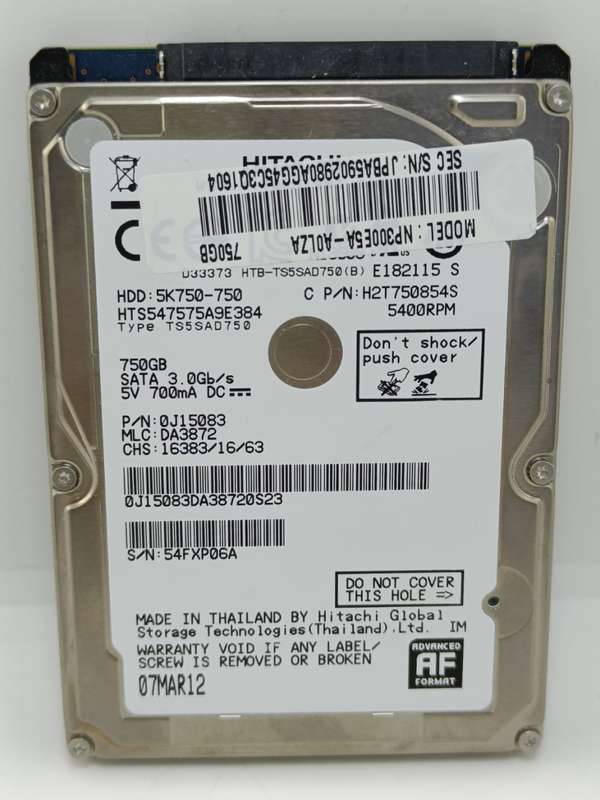 HITACHI
SEC S/N: JPBA5902980AGG45C3Q1604
MODEL : NP300E5A-A0LZA 750GB
D33373 HTB-TS5SAD750(B) E182115 S
HDD:5K750-750 C P/N:H2T750854S
HTS547575A9E384 5400RPM
Type TS5SAD750
Don't shock/
push cover
750GB
SATA 3.0Gb/s
5V 700mA DC
P/N:0J15083
MLC:DA3872
CHS:16383/16/63
0J15083DA38720S23
S/N:54FXP06A
DO NOT COVER
THIS HOLE =>
MADE IN THAILAND BY Hitachi Global
Storage Technologies(Thailand).Ltd. IM
WARRANTY VOID IF ANY LABEL/
SCREW IS REMOVED OR BROKEN
07MAR12
ADVANCED
AF
FORMAT